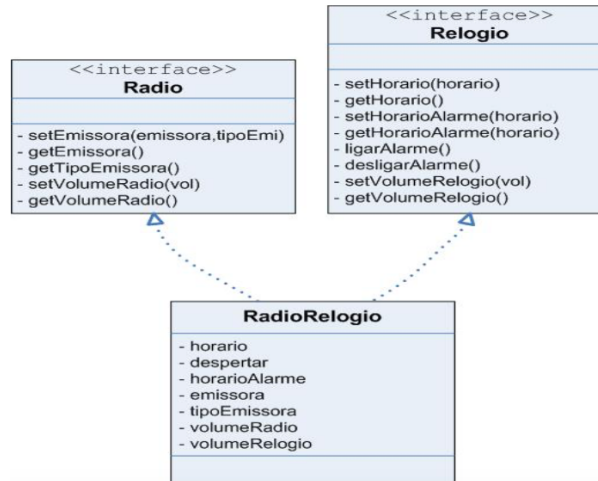 <<interface>>
Radio
- setEmissora(emissora,tipoEmi)
- getEmissora()
- getTipoEmissora()
- setVolumeRadio(vol)
- getVolumeRadio()
<<interface>>
Relogio
- setHorario(horario)
- getHorario()
- setHorarioAlarme(horario)
- getHorarioAlarme(horario)
- ligarAlarme()
- desligarAlarme()
- setVolumeRelogio(vol)
- getVolumeRelogio()
RadioRelogio
- horario
- despertar
- horarioAlarme
- emissora
- tipoEmissora
- volumeRadio
- volumeRelogio